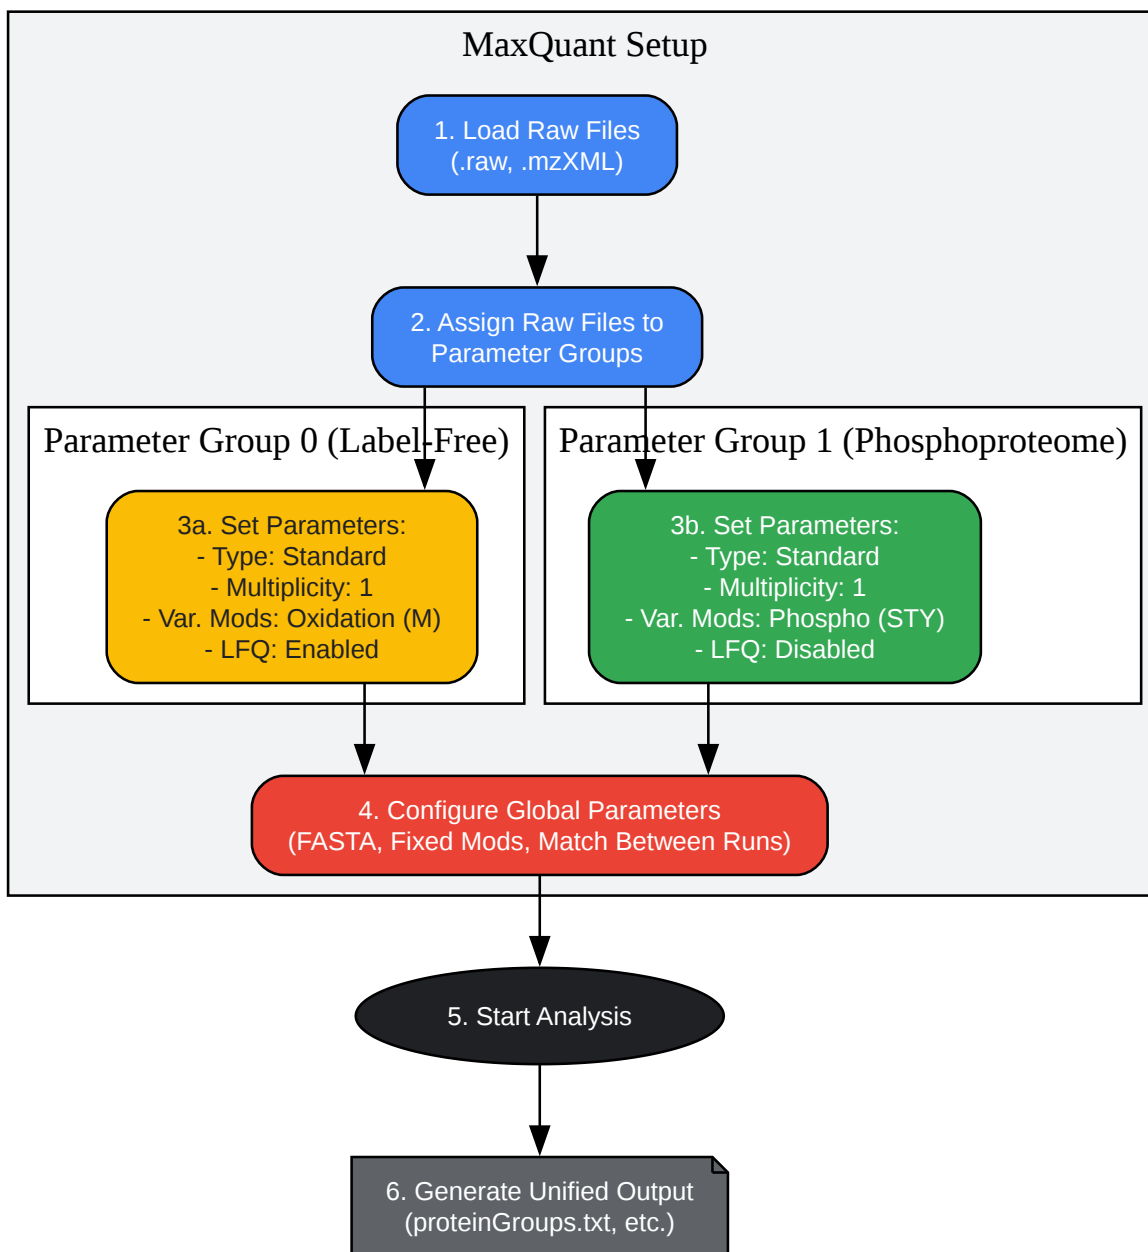 MaxQuant Setup
1. Load Raw Files
(.raw, .mzXML)
2. Assign Raw Files to
Parameter Groups
Parameter Group 0 (Label-Free)
3a. Set Parameters:
- Type: Standard
- Multiplicity: 1
- Var. Mods: Oxidation (M)
- LFQ: Enabled
Parameter Group 1 (Phosphoproteome)
3b. Set Parameters:
- Type: Standard
- Multiplicity: 1
- Var. Mods: Phospho (STY)
- LFQ: Disabled
4. Configure Global Parameters
(FASTA, Fixed Mods, Match Between Runs)
5. Start Analysis
6. Generate Unified Output
(proteinGroups.txt, etc.)